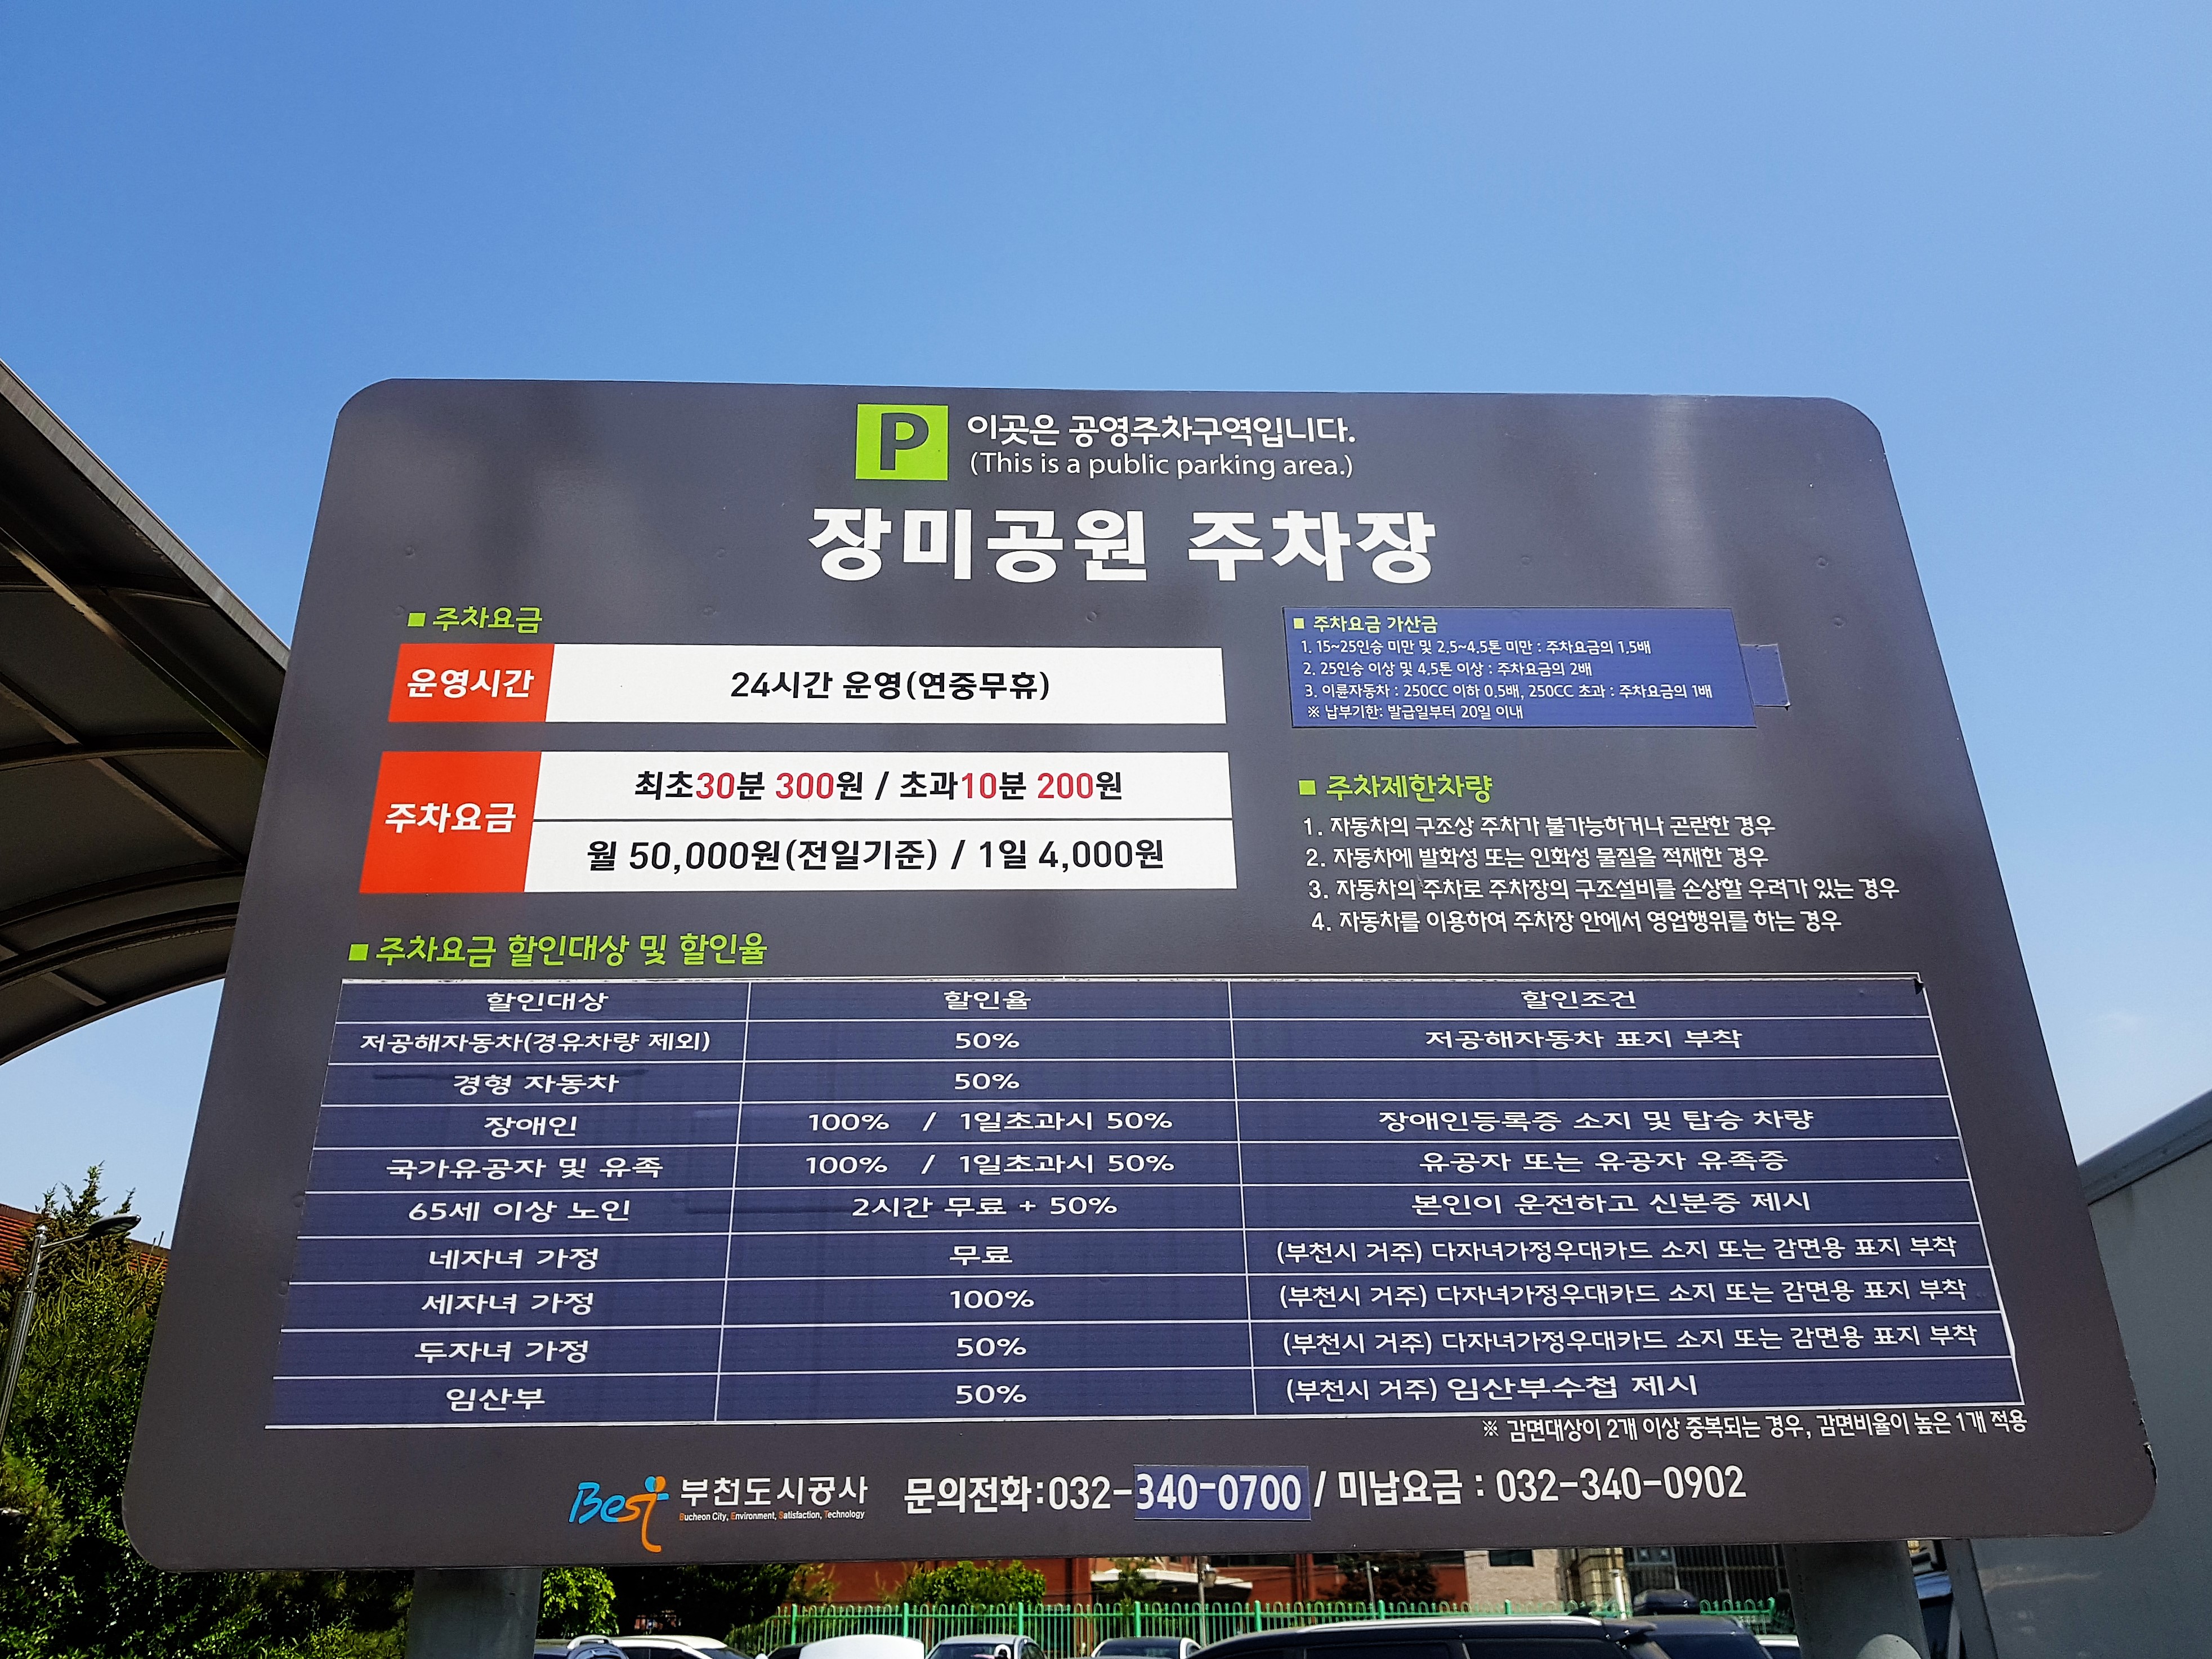 P
이곳은 공영주차구역입니다.
(This is a public parking area.)
장미공원 주차장
■ 주차요금
운영시간 24시간 운영(연중무휴)
주차요금
최초30분 300원 / 초과10분 200원
월 50,000원(전일기준) / 1일 4,000원
■ 주차요금 가산금
1. 15~25인승 미만 및 2.5~4.5톤 미만 : 주차요금의 1.5배
2. 25인승 이상 및 4.5톤 이상 : 주차요금의 2배
3. 이륜자동차 : 250CC 이하 0.5배, 250CC 초과 : 주차요금의 1배
※ 납부기한: 발급일부터 20일 이내
■ 주차제한차량
1. 자동차의 구조상 주차가 불가능하거나 곤란한 경우
2. 자동차에 발화성 또는 인화성 물질을 적재한 경우
3. 자동차의 주차로 주차장의 구조설비를 손상할 우려가 있는 경우
4. 자동차를 이용하여 주차장 안에서 영업행위를 하는 경우
■ 주차요금 할인대상 및 할인율
할인대상 할인율 할인조건
저공해자동차(경유차량 제외) 50% 저공해자동차 표지 부착
경형 자동차 50%
장애인 100% / 1일초과시 50% 장애인등록증 소지 및 탑승 차량
국가유공자 및 유족 100% / 1일초과시 50% 유공자 또는 유공자 유족증
65세 이상 노인 2시간 무료 + 50% 본인이 운전하고 신분증 제시
네자녀 가정 무료 (부천시 거주) 다자녀가정우대카드 소지 또는 감면용 표지 부착
세자녀 가정 100% (부천시 거주) 다자녀가정우대카드 소지 또는 감면용 표지 부착
두자녀 가정 50% (부천시 거주) 다자녀가정우대카드 소지 또는 감면용 표지 부착
임산부 50% (부천시 거주) 임산부수첩 제시
※ 감면대상이 2개 이상 중복되는 경우, 감면비율이 높은 1개 적용
Best 부천도시공사 문의전화:032-340-0700 / 미납요금 : 032-340-0902
Bucheon City, Environment, Satisfaction, Technology